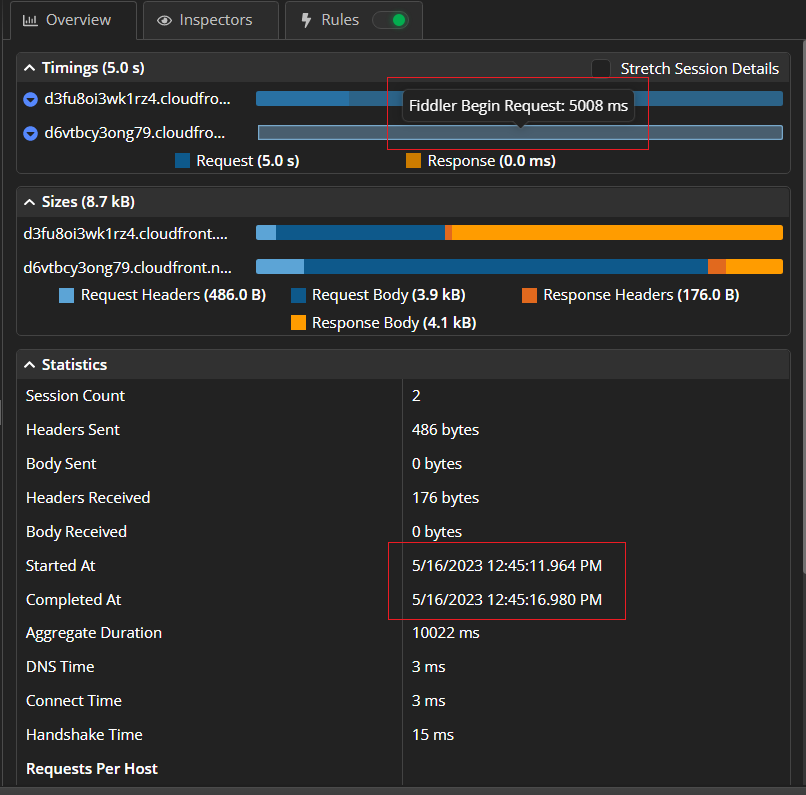 Overview Inspectors Rules
Timings (5.0 s) Stretch Session Details
d3fu8oi3wk1rz4.cloudfro...
Fiddler Begin Request: 5008 ms
d6vtbcy3ong79.cloudfro...
Request (5.0 s) Response (0.0 ms)
Sizes (8.7 kB)
d3fu8oi3wk1rz4.cloudfront....
d6vtbcy3ong79.cloudfront.n...
Request Headers (486.0 B) Request Body (3.9 kB) Response Headers (176.0 B)
Response Body (4.1 kB)
Statistics
Session Count 2
Headers Sent 486 bytes
Body Sent 0 bytes
Headers Received 176 bytes
Body Received 0 bytes
Started At 5/16/2023 12:45:11.964 PM
Completed At 5/16/2023 12:45:16.980 PM
Aggregate Duration 10022 ms
DNS Time 3 ms
Connect Time 3 ms
Handshake Time 15 ms
Requests Per Host